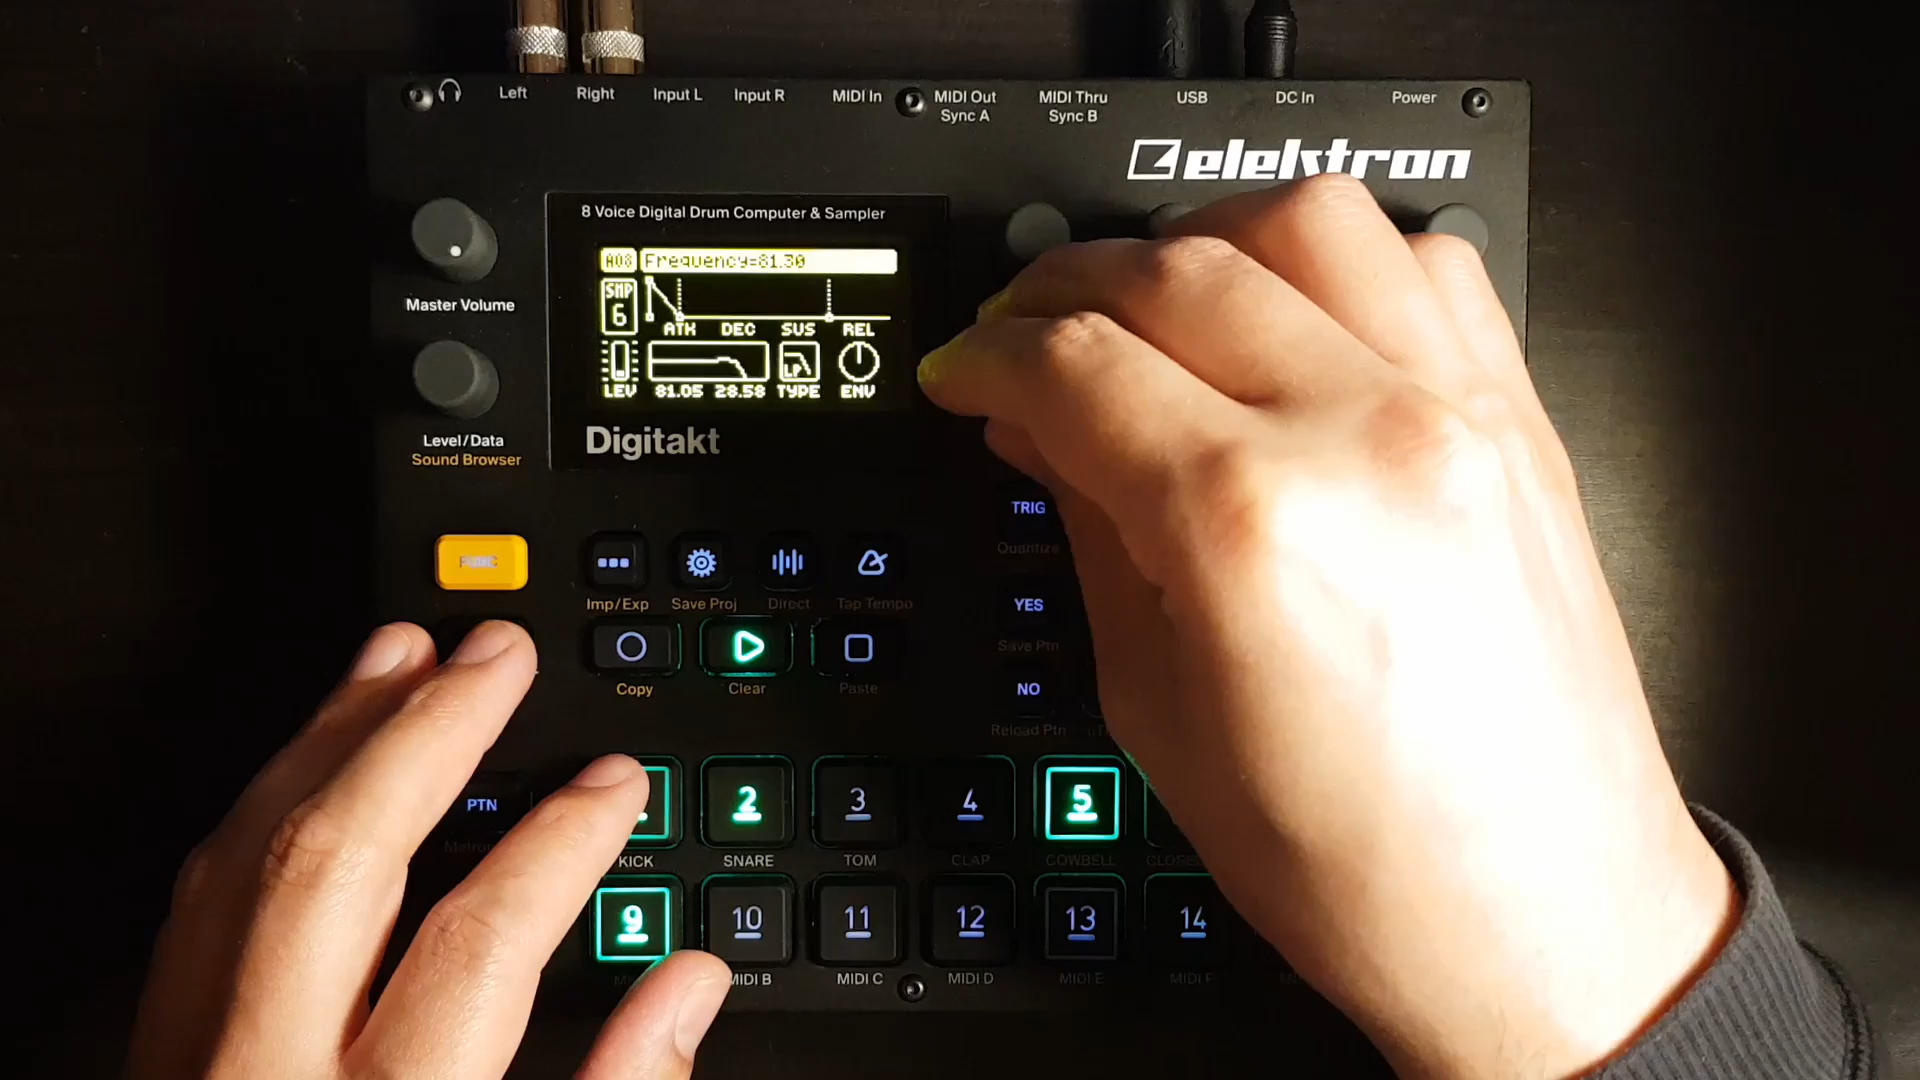 Left Right Input L Input R MIDI In MIDI Out MIDI Thru USB DC In Power
Sync A Sync B
elektron
8 Voice Digital Drum Computer & Sampler
A08 Frequency=81.30
SMP
6
ATK DEC SUS REL
LP
LEV 81.05 28.58 TYPE ENV
Master Volume
Digitakt
Level/Data
Sound Browser
TRIG
Quantize
FUNC
Imp/Exp Save Proj Direct Tap Tempo
YES
Save Ptn
Copy Clear Paste
NO
Reload Ptn
PTN
2 3 4 5
KICK SNARE TOM CLAP COWBELL
9 10 11 12 13 14
MIDI B MIDI C MIDI D MIDI E MIDI F